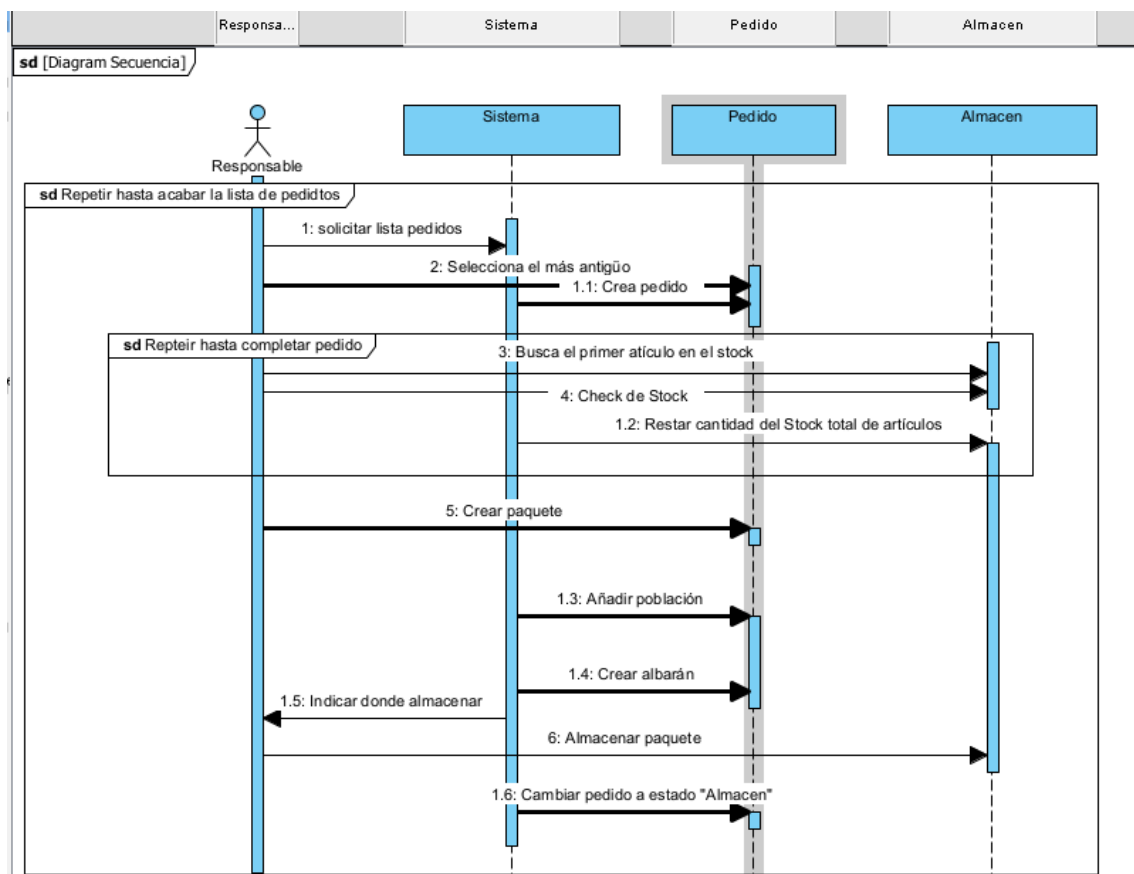 Responsa...
Sistema
Pedido
Almacen
sd [Diagram Secuencia]
Sistema
Pedido
Almacen
Responsable
sd Repetir hasta acabar la lista de pedidtos
1: solicitar lista pedidos
2: Selecciona el más antigüo
1.1: Crea pedido
sd Repteir hasta completar pedido
3: Busca el primer atículo en el stock
4: Check de Stock
1.2: Restar cantidad del Stock total de artículos
5: Crear paquete
1.3: Añadir población
1.4: Crear albarán
1.5: Indicar donde almacenar
6: Almacenar paquete
1.6: Cambiar pedido a estado "Almacen"